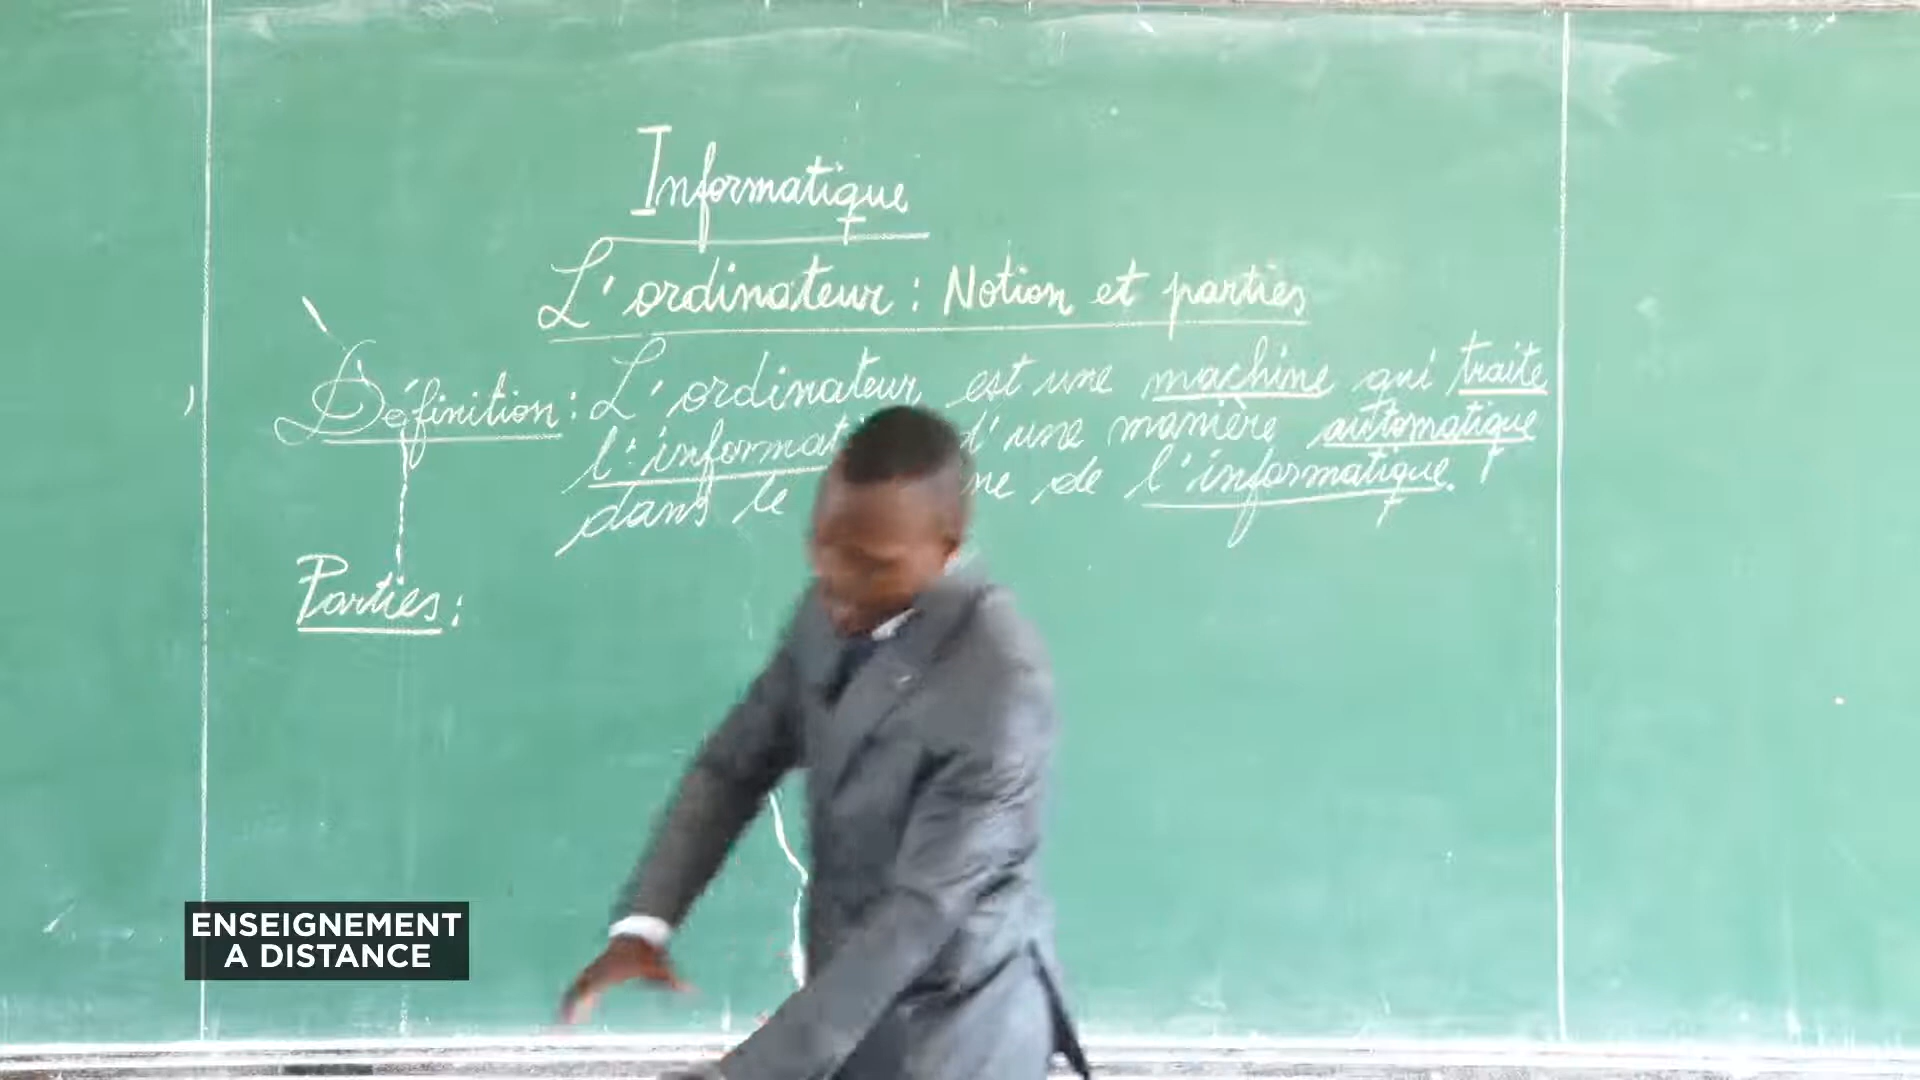 Informatique
L'ordinateur : Notion et parties
Définition : L'ordinateur est une machine qui traite
l'informat d'une manière automatique
dans le ne de l'informatique.
Parties :
ENSEIGNEMENT
A DISTANCE